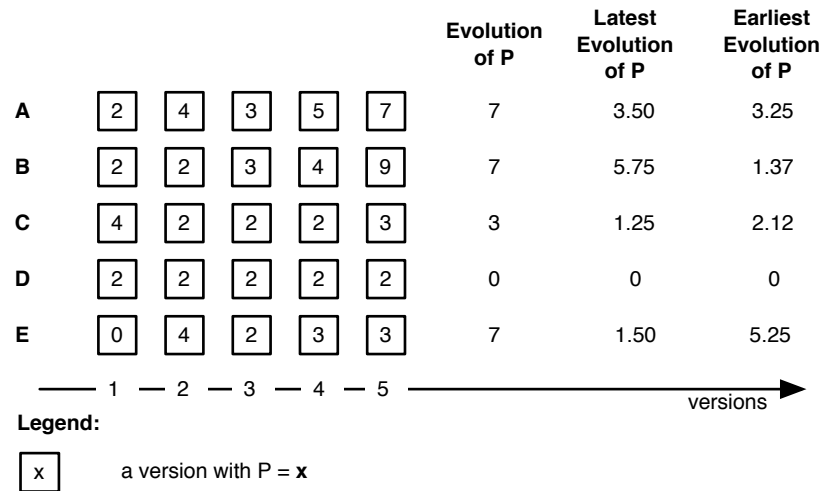 Evolution of P Latest Evolution of P Earliest Evolution of P
A 2 4 3 5 7 7 3.50 3.25
B 2 2 3 4 9 7 5.75 1.37
C 4 2 2 2 3 3 1.25 2.12
D 2 2 2 2 2 0 0 0
E 0 4 2 3 3 7 1.50 5.25
1 2 3 4 5 versions
Legend:
x a version with P = x